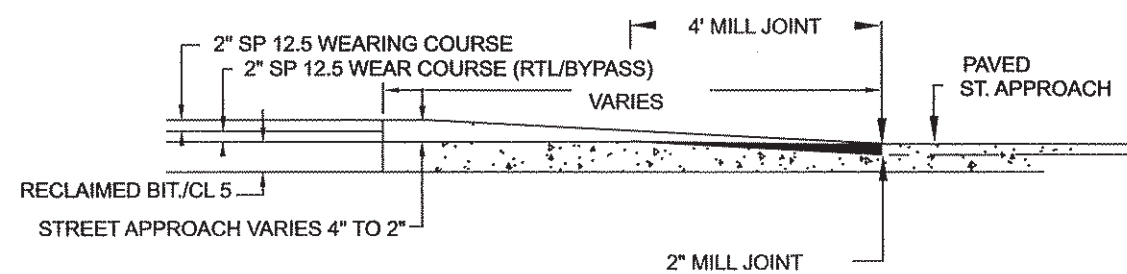 4' MILL JOINT
2" SP 12.5 WEARING COURSE
2" SP 12.5 WEAR COURSE (RTL/BYPASS)
VARIES
PAVED
ST. APPROACH
RECLAIMED BIT./CL 5
STREET APPROACH VARIES 4" TO 2"
2" MILL JOINT